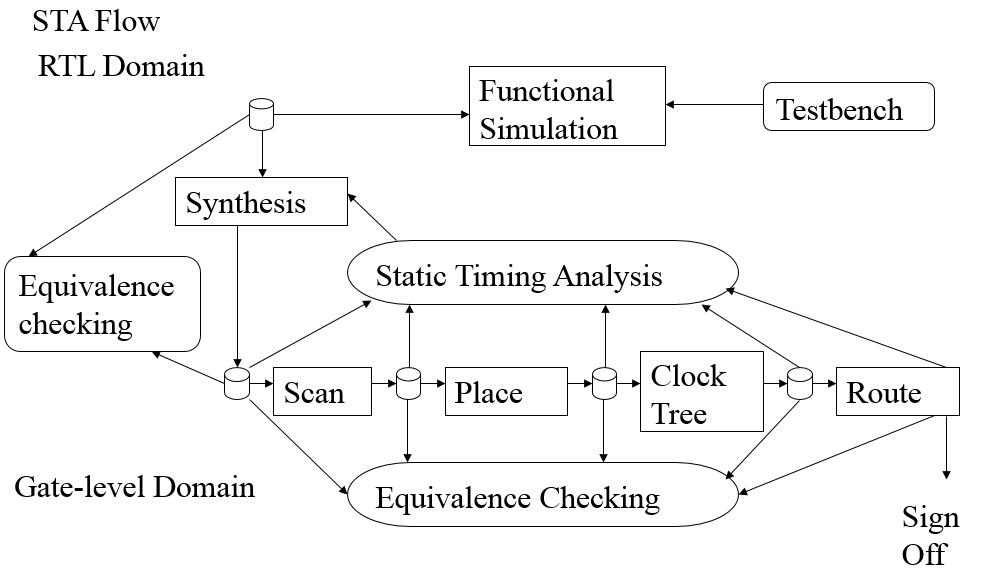 STA Flow
RTL Domain
Functional
Simulation
Testbench
Synthesis
Static Timing Analysis
Equivalence
checking
Scan
Place
Clock
Tree
Route
Gate-level Domain
Equivalence Checking
Sign
Off